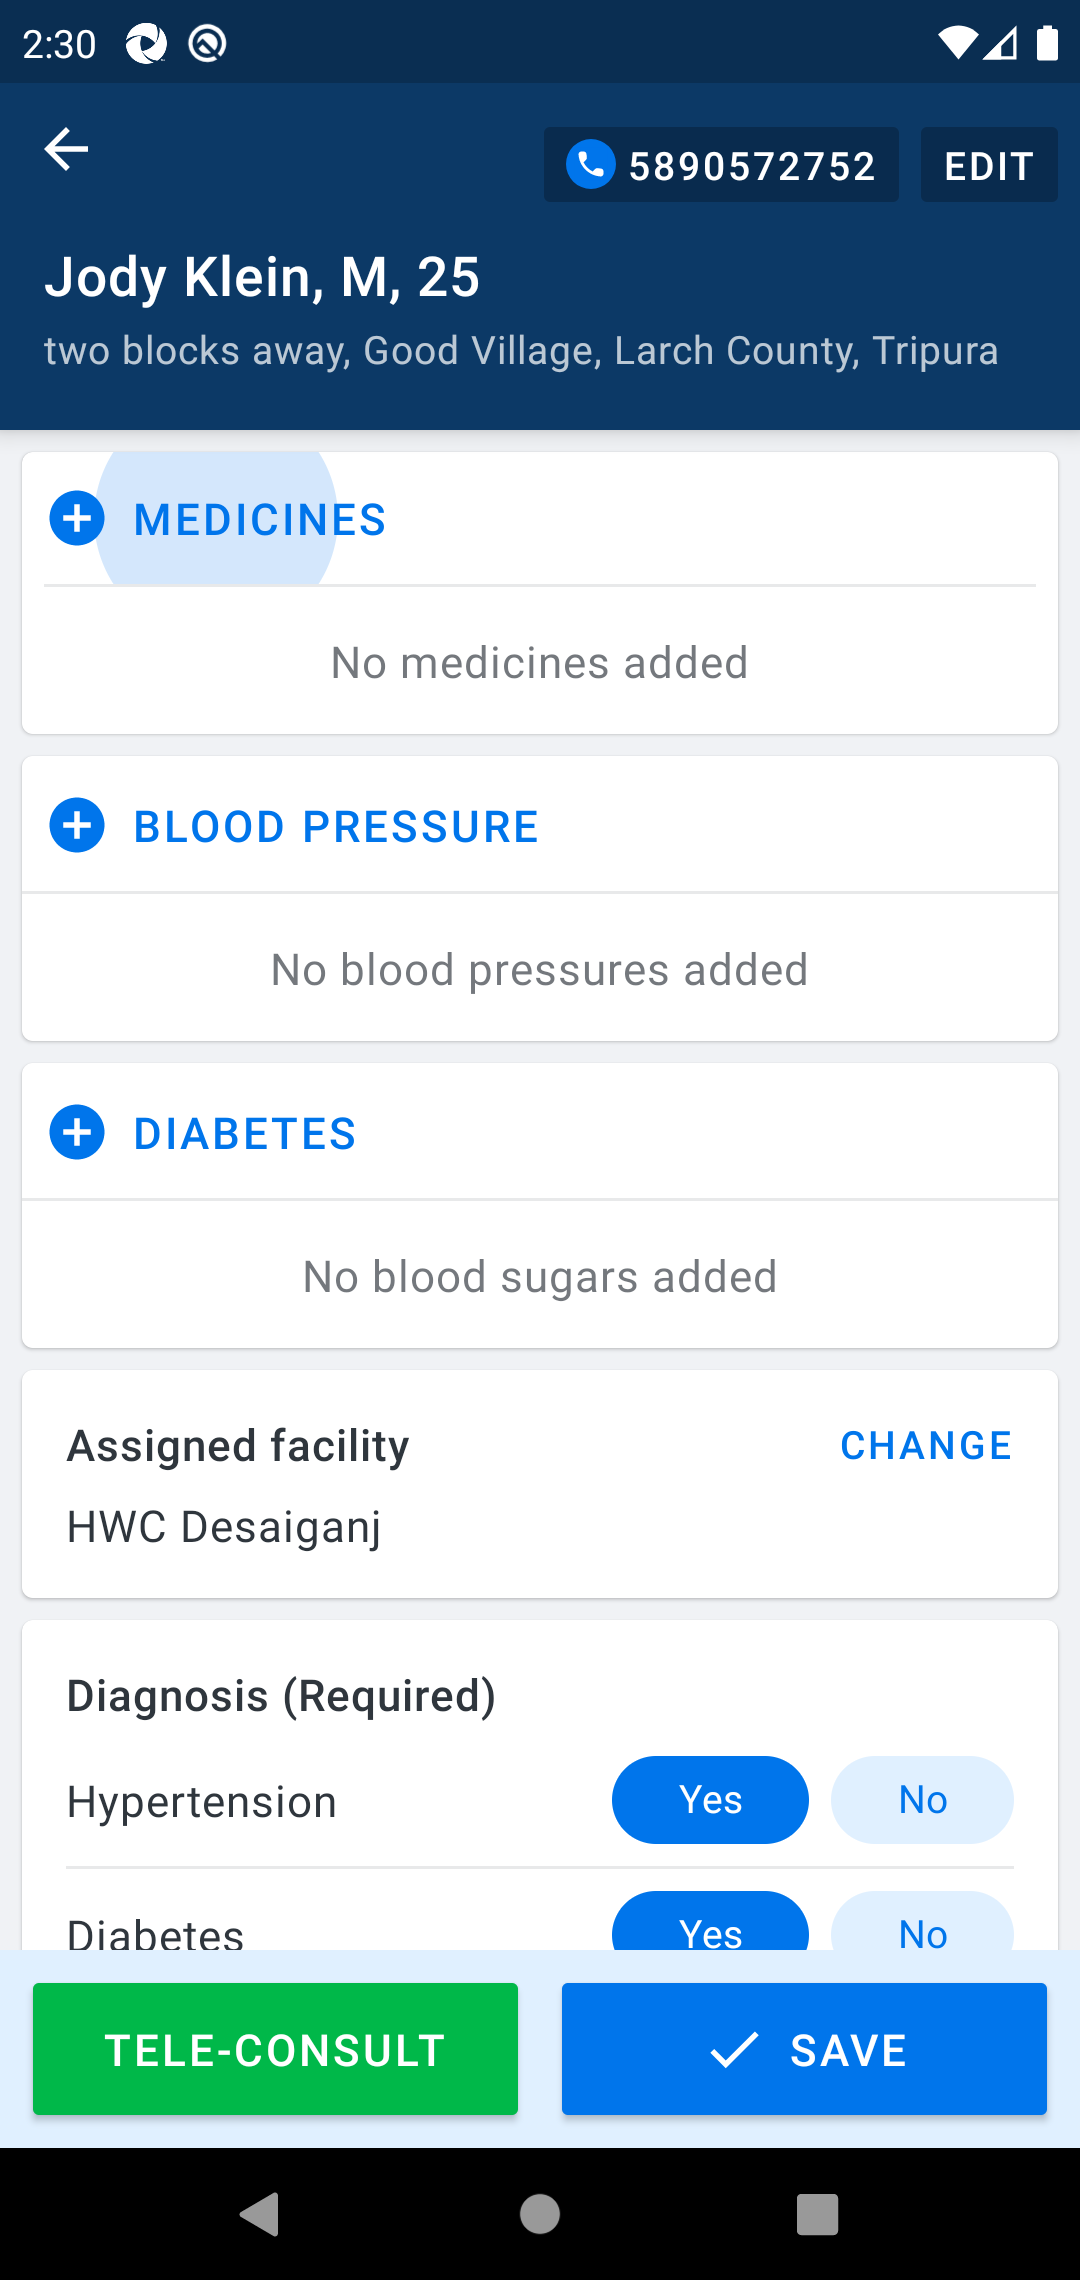 2:30
5890572752 EDIT
Jody Klein, M, 25
two blocks away, Good Village, Larch County, Tripura
MEDICINES
No medicines added
BLOOD PRESSURE
No blood pressures added
DIABETES
No blood sugars added
Assigned facility CHANGE
HWC Desaiganj
Diagnosis (Required)
Hypertension Yes No
Diabetes Yes No
TELE-CONSULT SAVE